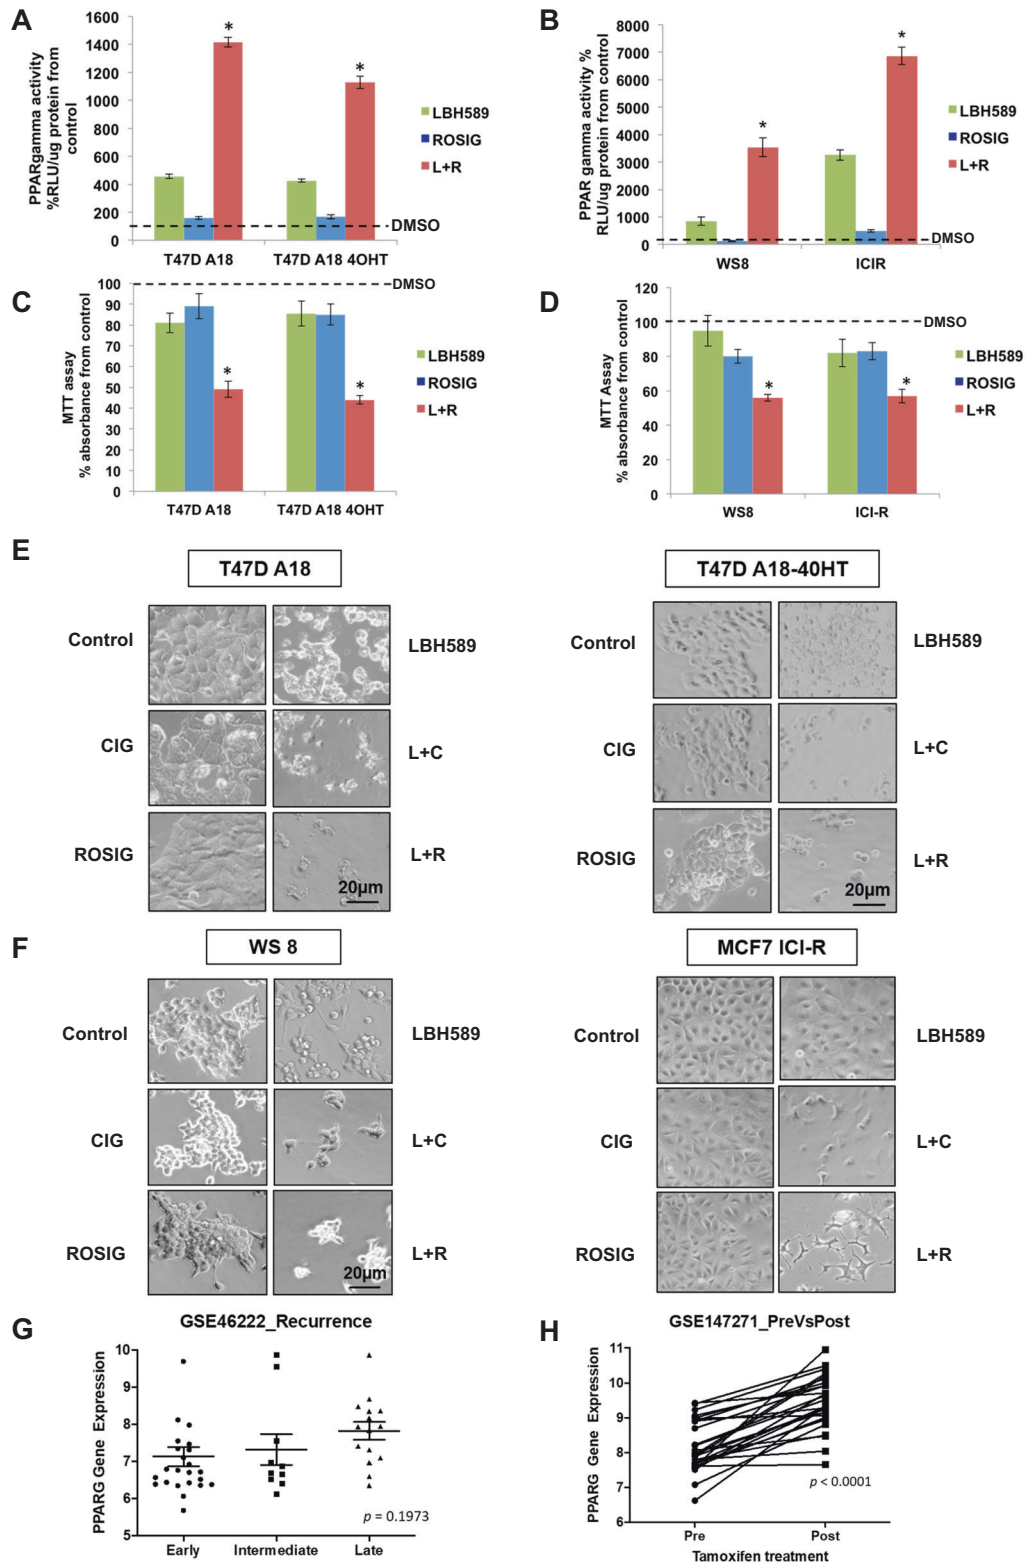 A
PPARgamma activity
%RLU/ug protein from
control
1600
1400
1200
1000
800
600
400
200
0
*
*
DMSO
T47D A18
T47D A18 4OHT
LBH589
ROSIG
L+R
B
PPAR gamma activity %
RLU/ug protein from control
8000
7000
6000
5000
4000
3000
2000
1000
0
*
*
DMSO
WS8
ICIR
LBH589
ROSIG
L+R
C
MTT assay
% absorbance from control
100
90
80
70
60
50
40
30
20
10
0
DMSO
*
*
T47D A18
T47D A18 4OHT
LBH589
ROSIG
L+R
D
MTT Assay
% absorbance from control
120
100
80
60
40
20
0
DMSO
*
*
WS8
ICI-R
LBH589
ROSIG
L+R
E
T47D A18
Control
LBH589
CIG
L+C
ROSIG
L+R
20µm
T47D A18-40HT
Control
LBH589
CIG
L+C
ROSIG
L+R
20µm
F
WS 8
Control
LBH589
CIG
L+C
ROSIG
L+R
20µm
MCF7 ICI-R
Control
LBH589
CIG
L+C
ROSIG
L+R
G
GSE46222_Recurrence
PPARG Gene Expression
10
9
8
7
6
5
p = 0.1973
Early
Intermediate
Late
H
GSE147271_PreVsPost
PPARG Gene Expression
11
10
9
8
7
6
p < 0.0001
Pre
Post
Tamoxifen treatment